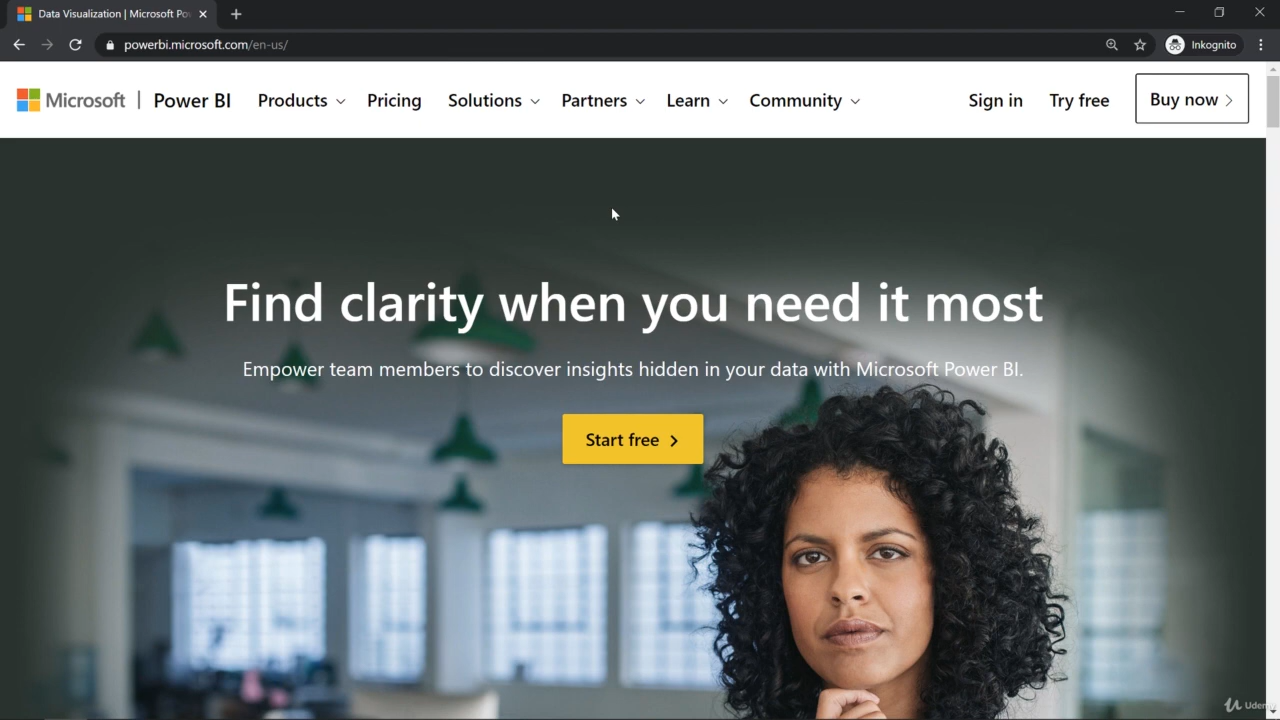 Data Visualization | Microsoft Po
powerbi.microsoft.com/en-us/
Inkognito
Microsoft | Power BI
Products
Pricing
Solutions
Partners
Learn
Community
Sign in
Try free
Buy now
Find clarity when you need it most
Empower team members to discover insights hidden in your data with Microsoft Power BI.
Start free
Udemy